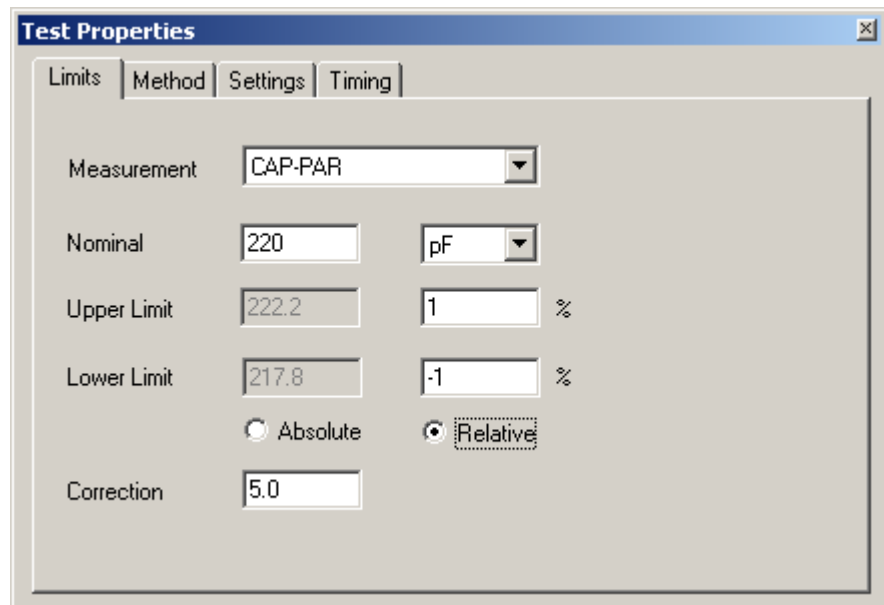 Test Properties
Limits Method Settings Timing
Measurement CAP-PAR
Nominal 220 pF
Upper Limit 222.2 1 %
Lower Limit 217.8 -1 %
Absolute Relative
Correction 5.0